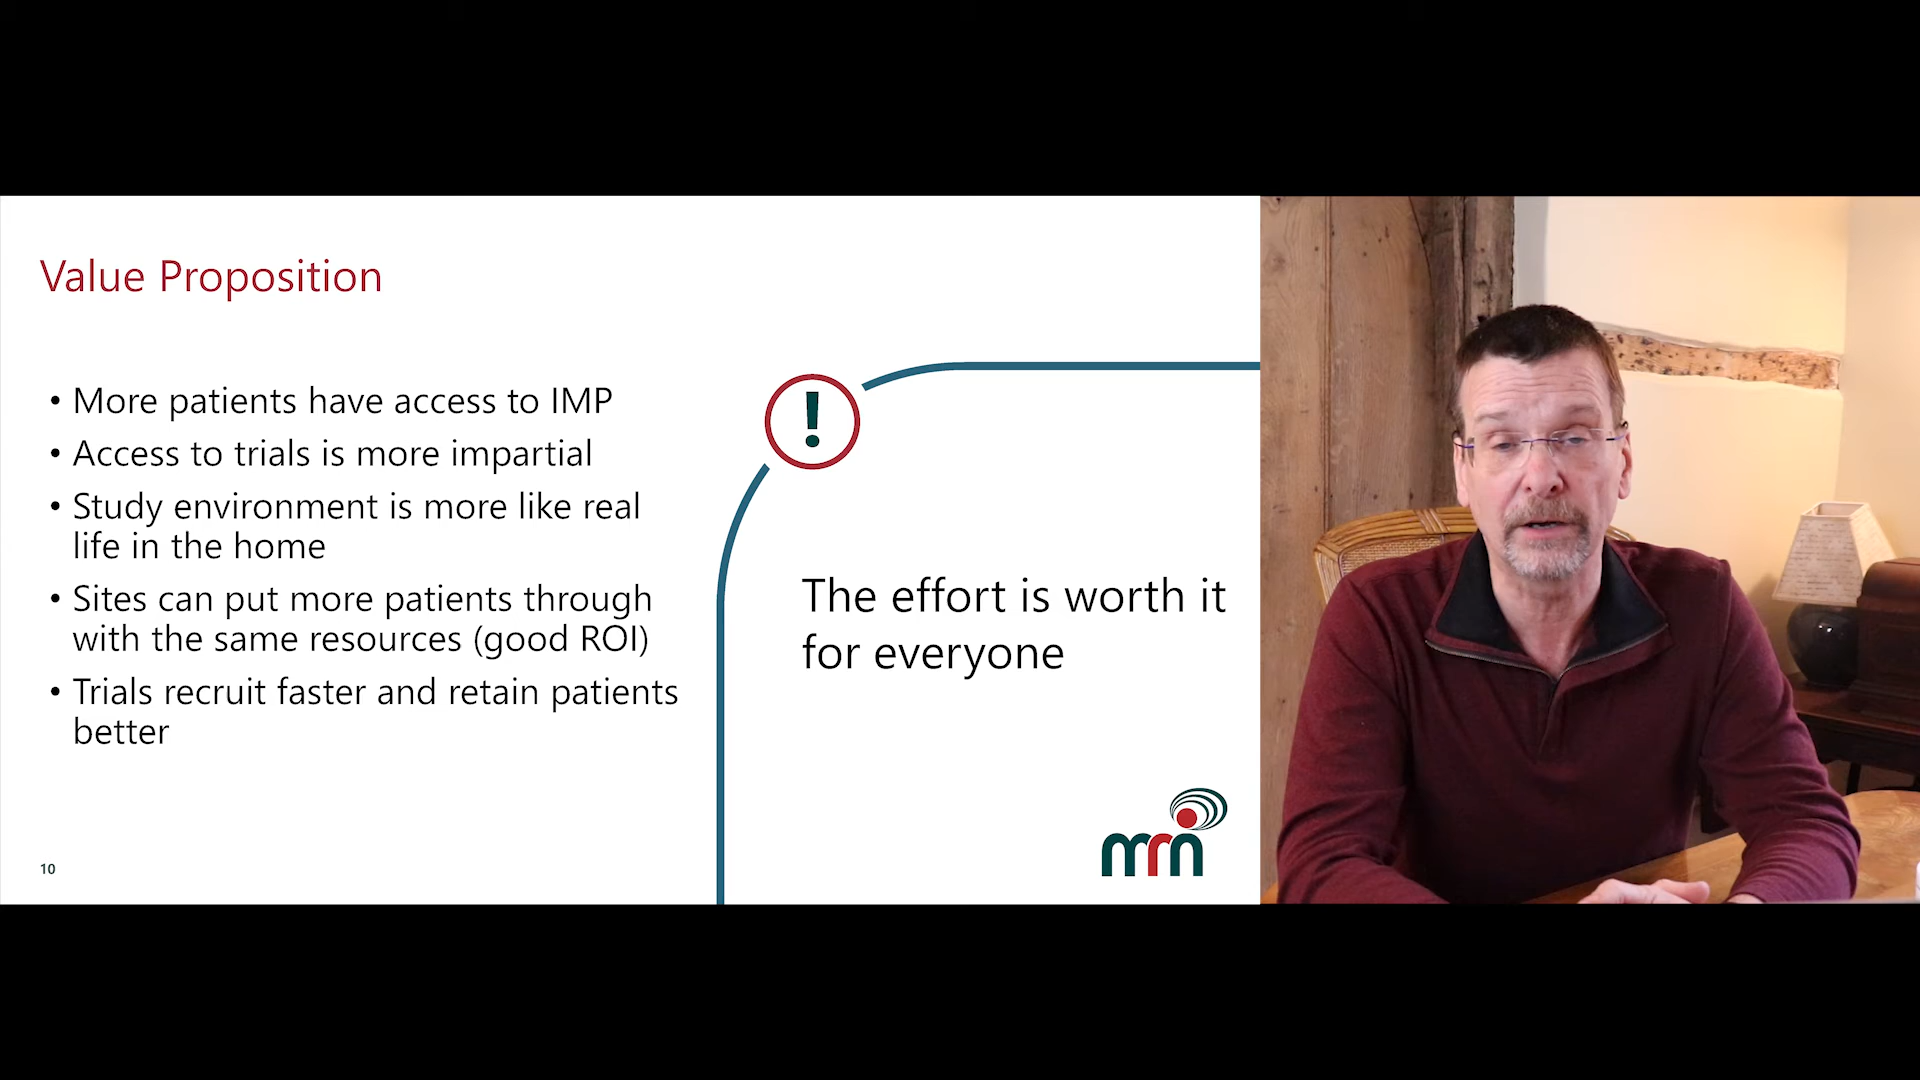 Value Proposition
• More patients have access to IMP
• Access to trials is more impartial
• Study environment is more like real
life in the home
• Sites can put more patients through
with the same resources (good ROI)
• Trials recruit faster and retain patients
better
!
The effort is worth it
for everyone
mrn
10